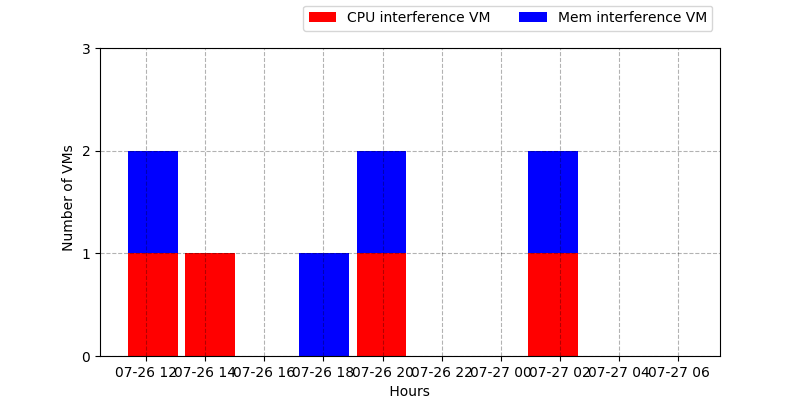 CPU interference VM Mem interference VM
3
2
1
0
Number of VMs
07-26 12 07-26 14 07-26 16 07-26 18 07-26 20 07-26 22 07-27 00 07-27 02 07-27 04 07-27 06
Hours